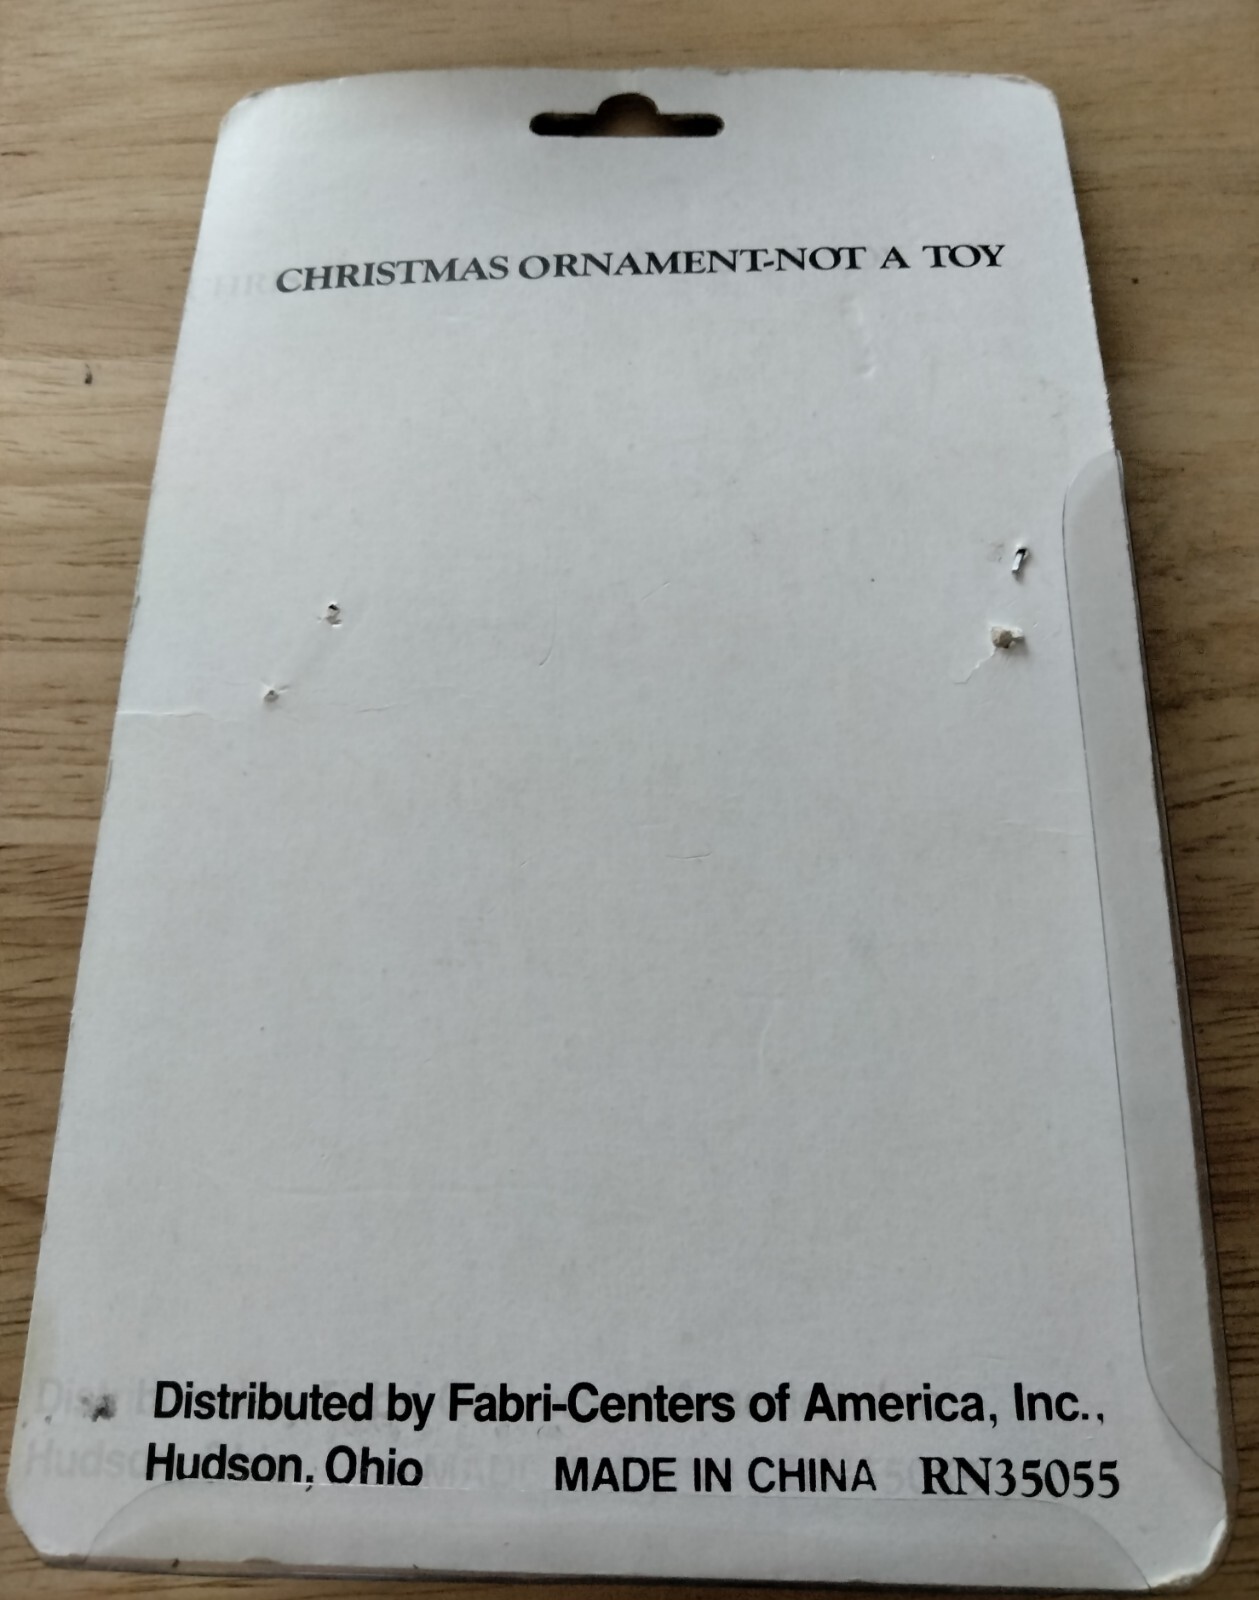 CHRISTMAS ORNAMENT-NOT A TOY
Distributed by Fabri-Centers of America, Inc.,
Hudson, Ohio MADE IN CHINA RN35055